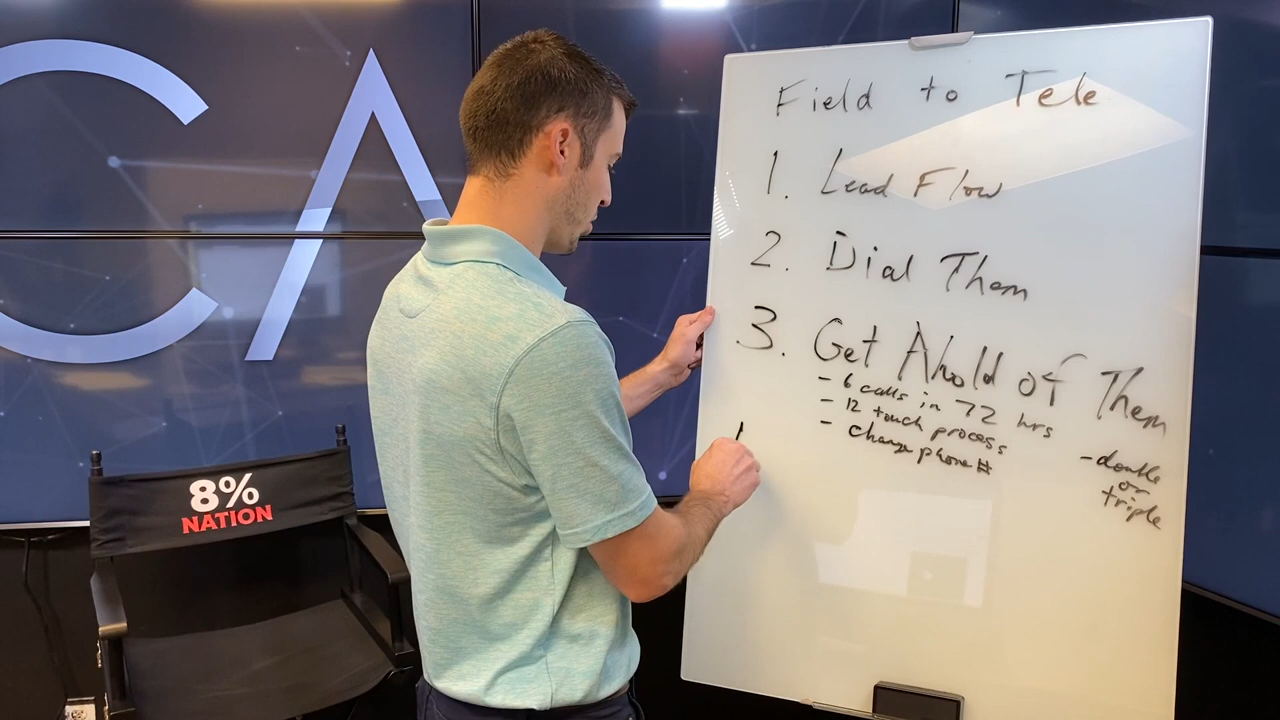 CA
8%
NATION
Field to Tele
1. Lead Flow
2. Dial Them
3. Get Ahold of Them
- 6 calls in 72 hrs
- 12 touch process
- change phone #
- double
or
triple